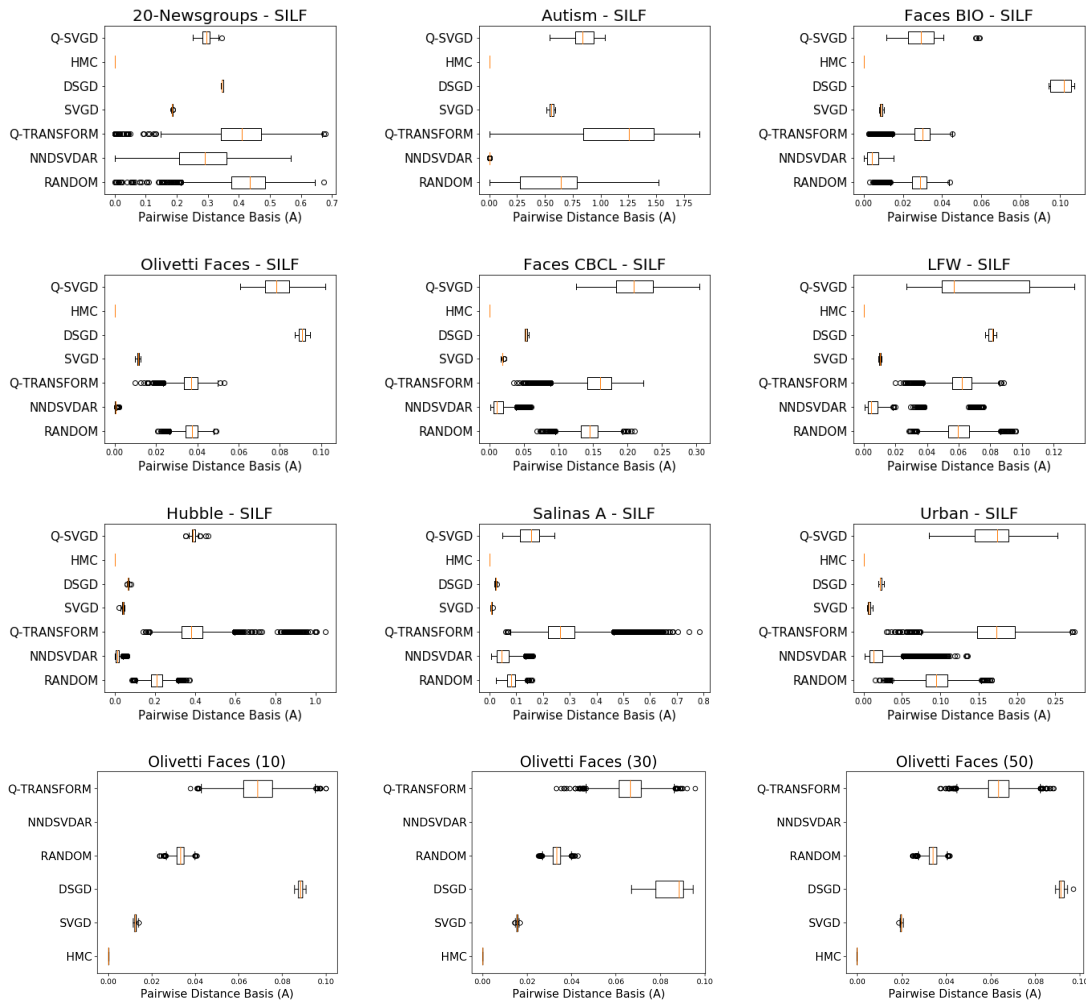 20-Newsgroups - SILF
Q-SVGD
HMC
DSGD
SVGD
Q-TRANSFORM
NNDSVDAR
RANDOM
0.0 0.1 0.2 0.3 0.4 0.5 0.6 0.7
Pairwise Distance Basis (A)
Autism - SILF
Q-SVGD
HMC
DSGD
SVGD
Q-TRANSFORM
NNDSVDAR
RANDOM
0.00 0.25 0.50 0.75 1.00 1.25 1.50 1.75
Pairwise Distance Basis (A)
Faces BIO - SILF
Q-SVGD
HMC
DSGD
SVGD
Q-TRANSFORM
NNDSVDAR
RANDOM
0.00 0.02 0.04 0.06 0.08 0.10
Pairwise Distance Basis (A)
Olivetti Faces - SILF
Q-SVGD
HMC
DSGD
SVGD
Q-TRANSFORM
NNDSVDAR
RANDOM
0.00 0.02 0.04 0.06 0.08 0.10
Pairwise Distance Basis (A)
Faces CBCL - SILF
Q-SVGD
HMC
DSGD
SVGD
Q-TRANSFORM
NNDSVDAR
RANDOM
0.00 0.05 0.10 0.15 0.20 0.25 0.30
Pairwise Distance Basis (A)
LFW - SILF
Q-SVGD
HMC
DSGD
SVGD
Q-TRANSFORM
NNDSVDAR
RANDOM
0.00 0.02 0.04 0.06 0.08 0.10 0.12
Pairwise Distance Basis (A)
Hubble - SILF
Q-SVGD
HMC
DSGD
SVGD
Q-TRANSFORM
NNDSVDAR
RANDOM
0.0 0.2 0.4 0.6 0.8 1.0
Pairwise Distance Basis (A)
Salinas A - SILF
Q-SVGD
HMC
DSGD
SVGD
Q-TRANSFORM
NNDSVDAR
RANDOM
0.0 0.1 0.2 0.3 0.4 0.5 0.6 0.7 0.8
Pairwise Distance Basis (A)
Urban - SILF
Q-SVGD
HMC
DSGD
SVGD
Q-TRANSFORM
NNDSVDAR
RANDOM
0.00 0.05 0.10 0.15 0.20 0.25
Pairwise Distance Basis (A)
Olivetti Faces (10)
Q-TRANSFORM
NNDSVDAR
RANDOM
DSGD
SVGD
HMC
0.00 0.02 0.04 0.06 0.08 0.10
Pairwise Distance Basis (A)
Olivetti Faces (30)
Q-TRANSFORM
NNDSVDAR
RANDOM
DSGD
SVGD
HMC
0.00 0.02 0.04 0.06 0.08 0.10
Pairwise Distance Basis (A)
Olivetti Faces (50)
Q-TRANSFORM
NNDSVDAR
RANDOM
DSGD
SVGD
HMC
0.00 0.02 0.04 0.06 0.08 0.10
Pairwise Distance Basis (A)